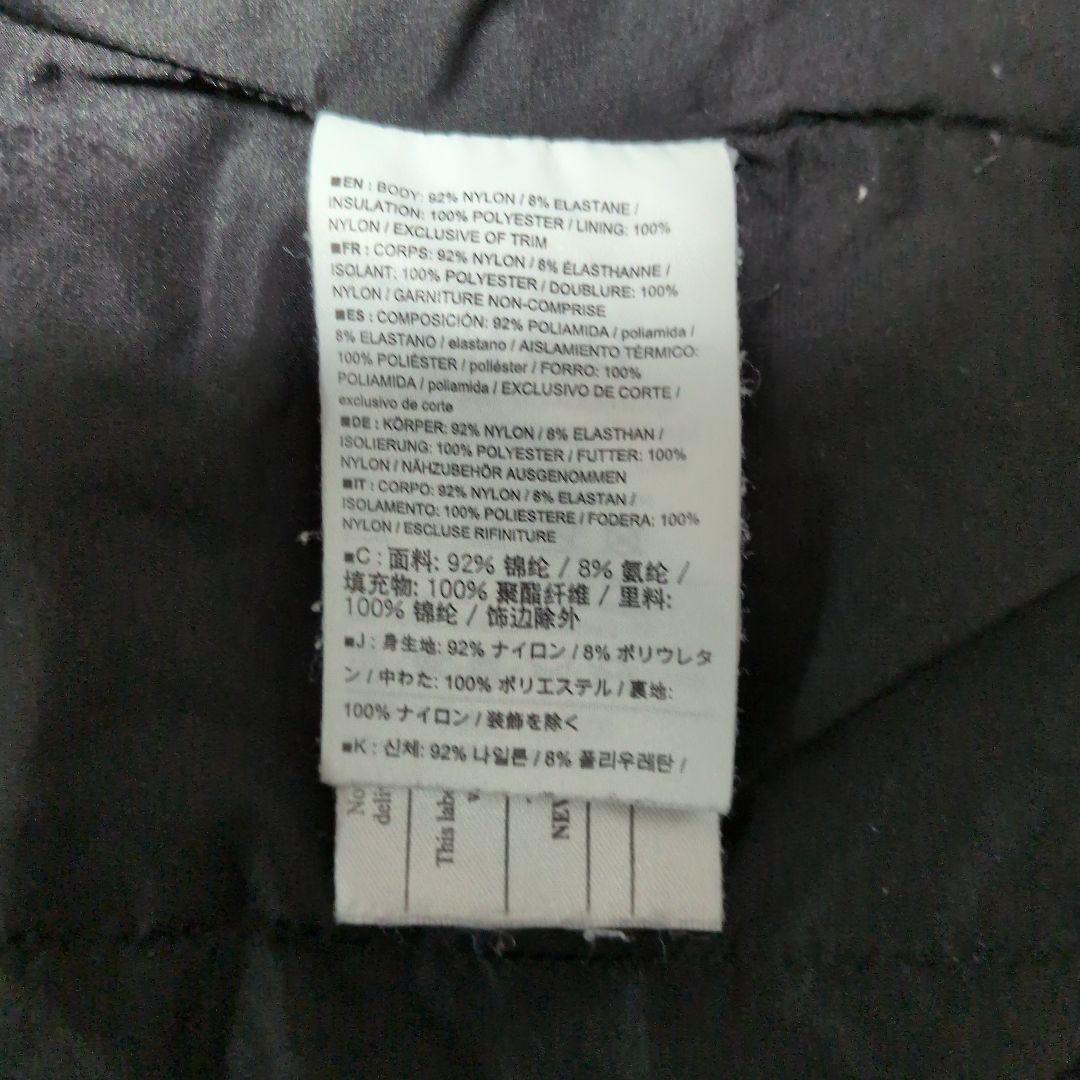 ■EN : BODY: 92% NYLON / 8% ELASTANE /
INSULATION: 100% POLYESTER / LINING: 100%
NYLON / EXCLUSIVE OF TRIM
■FR : CORPS: 92% NYLON / 8% ÉLASTHANNE /
ISOLANT: 100% POLYESTER / DOUBLURE: 100%
NYLON / GARNITURE NON-COMPRISE
■ES : COMPOSICIÓN: 92% POLIAMIDA / poliamida /
8% ELASTANO / elastano / AISLAMIENTO TÉRMICO:
100% POLIÉSTER / poliéster / FORRO: 100%
POLIAMIDA / poliamida / EXCLUSIVO DE CORTE /
exclusivo de corte
■DE : KÖRPER: 92% NYLON / 8% ELASTHAN /
ISOLIERUNG: 100% POLYESTER / FUTTER: 100%
NYLON / NÄHZUBEHÖR AUSGENOMMEN
■IT : CORPO: 92% NYLON / 8% ELASTAN /
ISOLAMENTO: 100% POLIESTERE / FODERA: 100%
NYLON / ESCLUSE RIFINITURE
■C : 面料: 92% 锦纶 / 8% 氨纶 /
填充物: 100% 聚酯纤维 / 里料:
100% 锦纶 / 饰边除外
■J : 身生地: 92% ナイロン / 8% ポリウレタ
ン / 中わた: 100% ポリエステル / 裏地:
100% ナイロン / 装飾を除く
■K : 신체: 92% 나일론 / 8% 폴리우레탄 /
This